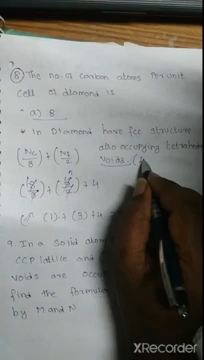 ⑧ The no. of carbon atoms per unit
cell of diamond is
a) 8
* In Diamond have fcc structure
also occupying tetrahe
voids. (
(Nc/8) + (Nf/2)
(8/8) + (6/2) + 4
(1) + (3) + 4
9. In a solid atom
CCP lattice and
voids are occu
find the formula
by M and N
XRecorder